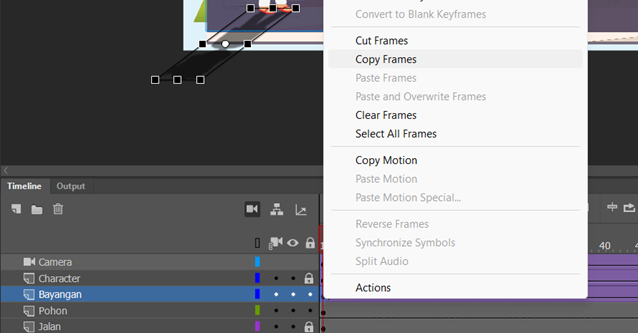 Convert to Blank Keyframes
Cut Frames
Copy Frames
Paste Frames
Paste and Overwrite Frames
Clear Frames
Select All Frames
Copy Motion
Paste Motion
Paste Motion Special...
Reverse Frames
Synchronize Symbols
Split Audio
Actions
Timeline
Output
40
Camera
Character
Bayangan
Pohon
Jalan